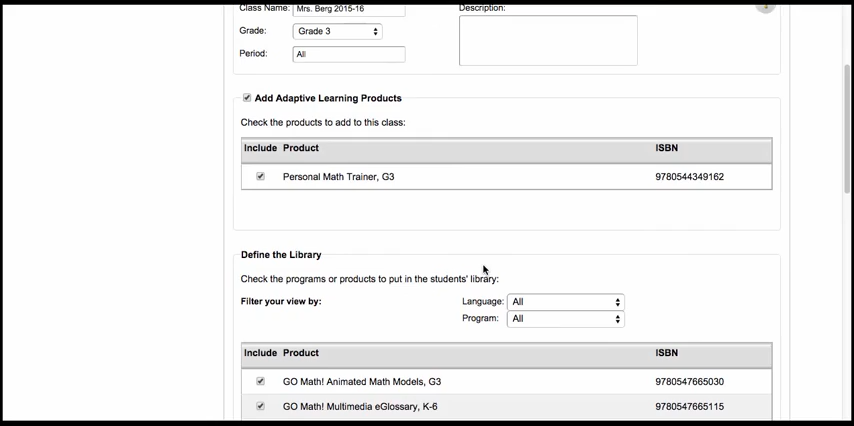 Class Name: Mrs. Berg 2015-16 Description:
Grade: Grade 3
Period: All
Add Adaptive Learning Products
Check the products to add to this class:
Include Product ISBN
Personal Math Trainer, G3 9780544349162
Define the Library
Check the programs or products to put in the students' library:
Filter your view by: Language: All
Program: All
Include Product ISBN
GO Math! Animated Math Models, G3 9780547665030
GO Math! Multimedia eGlossary, K-6 9780547665115